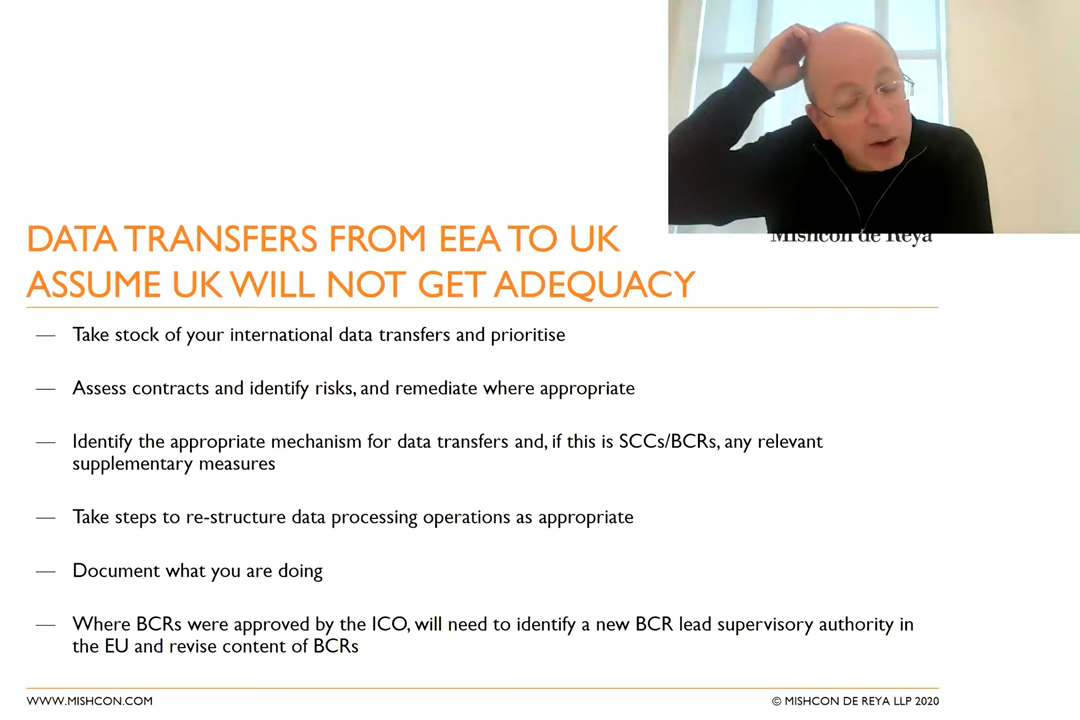 Mishcon de Reya
DATA TRANSFERS FROM EEA TO UK
ASSUME UK WILL NOT GET ADEQUACY
— Take stock of your international data transfers and prioritise
— Assess contracts and identify risks, and remediate where appropriate
— Identify the appropriate mechanism for data transfers and, if this is SCCs/BCRs, any relevant
supplementary measures
— Take steps to re-structure data processing operations as appropriate
— Document what you are doing
— Where BCRs were approved by the ICO, will need to identify a new BCR lead supervisory authority in
the EU and revise content of BCRs
WWW.MISHCON.COM
© MISHCON DE REYA LLP 2020